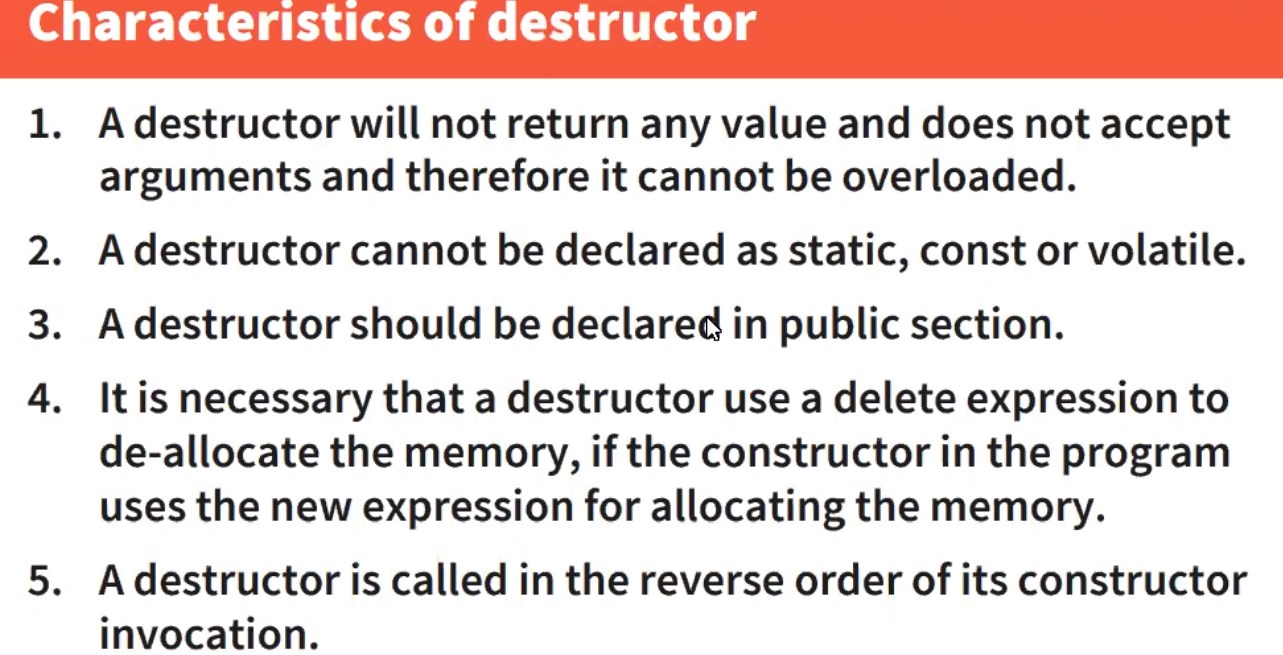 Characteristics of destructor
1. A destructor will not return any value and does not accept
arguments and therefore it cannot be overloaded.
2. A destructor cannot be declared as static, const or volatile.
3. A destructor should be declared in public section.
4. It is necessary that a destructor use a delete expression to
de-allocate the memory, if the constructor in the program
uses the new expression for allocating the memory.
5. A destructor is called in the reverse order of its constructor
invocation.